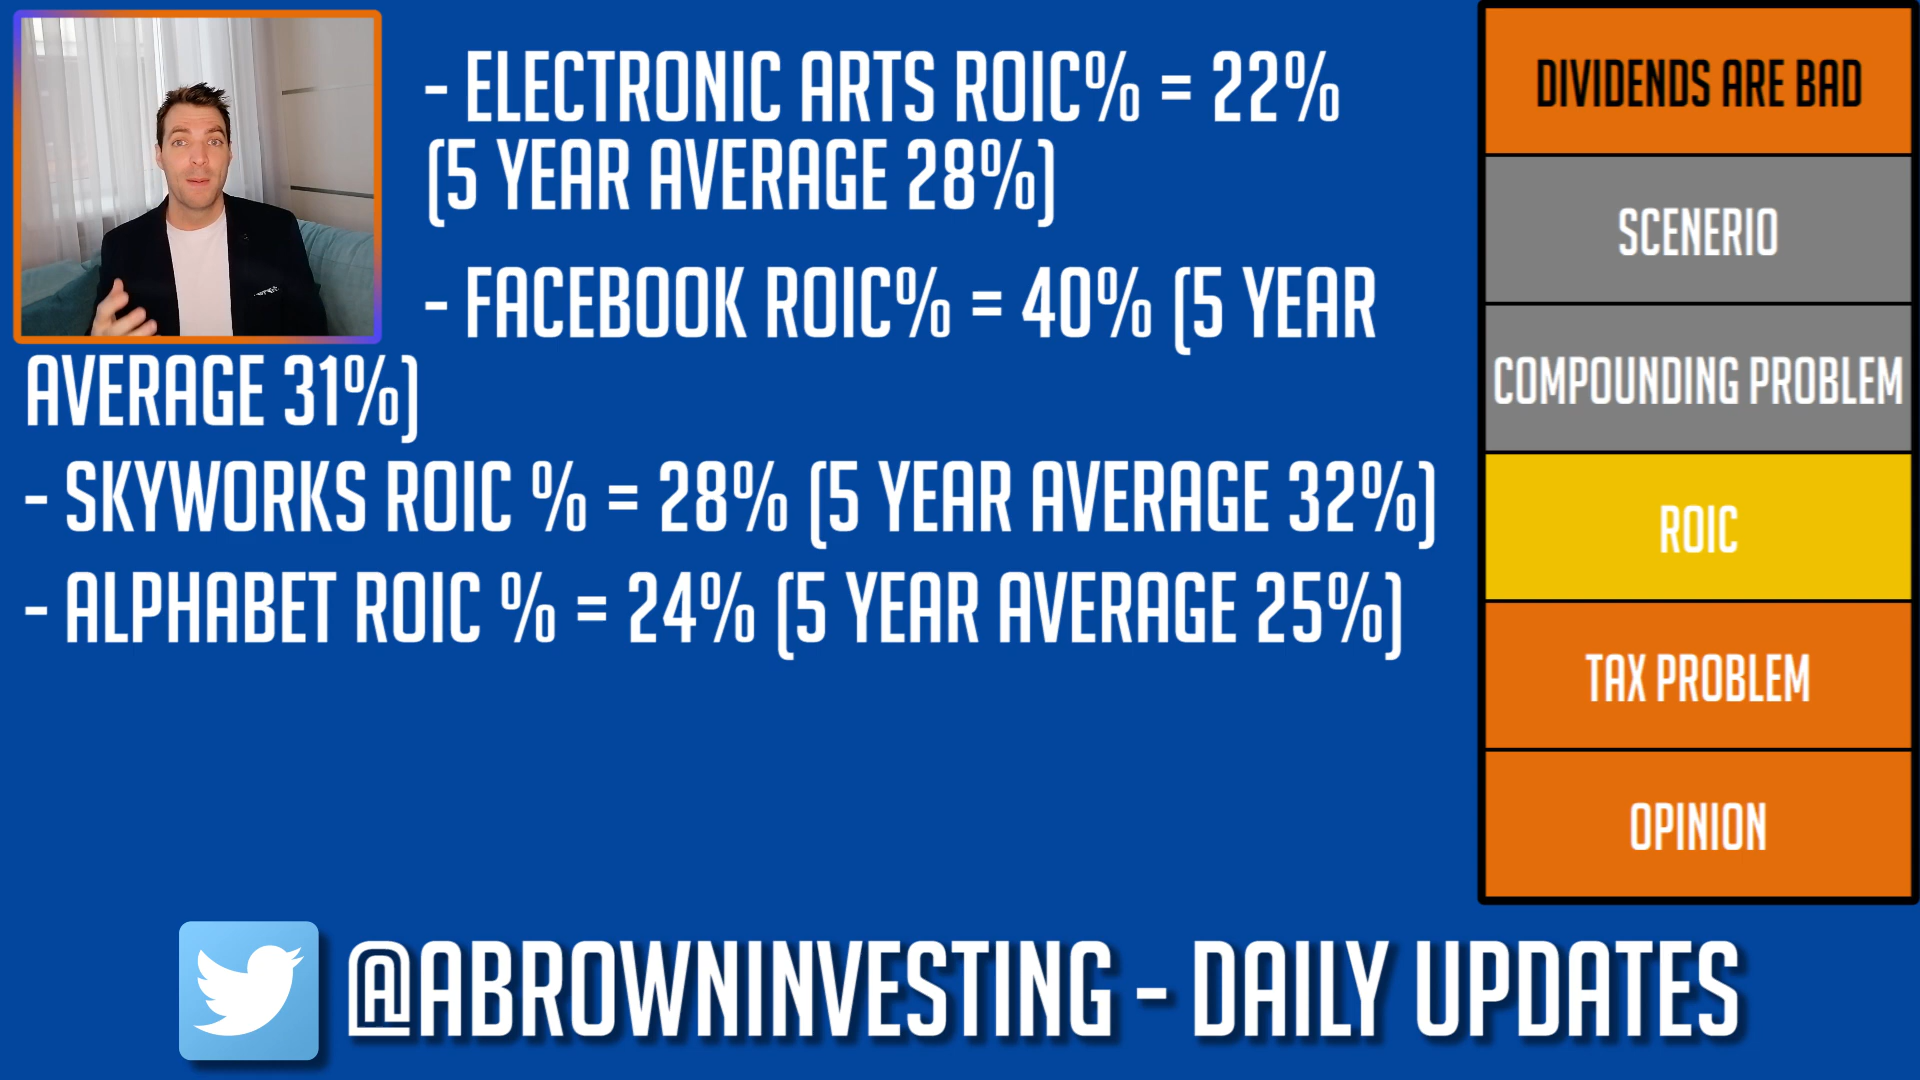 - ELECTRONIC ARTS ROIC% = 22%
(5 YEAR AVERAGE 28%)
- FACEBOOK ROIC% = 40% (5 YEAR
AVERAGE 31%)
- SKYWORKS ROIC % = 28% (5 YEAR AVERAGE 32%)
- ALPHABET ROIC % = 24% (5 YEAR AVERAGE 25%)
DIVIDENDS ARE BAD
SCENERIO
COMPOUNDING PROBLEM
ROIC
TAX PROBLEM
OPINION
@ABROWNINVESTING - DAILY UPDATES